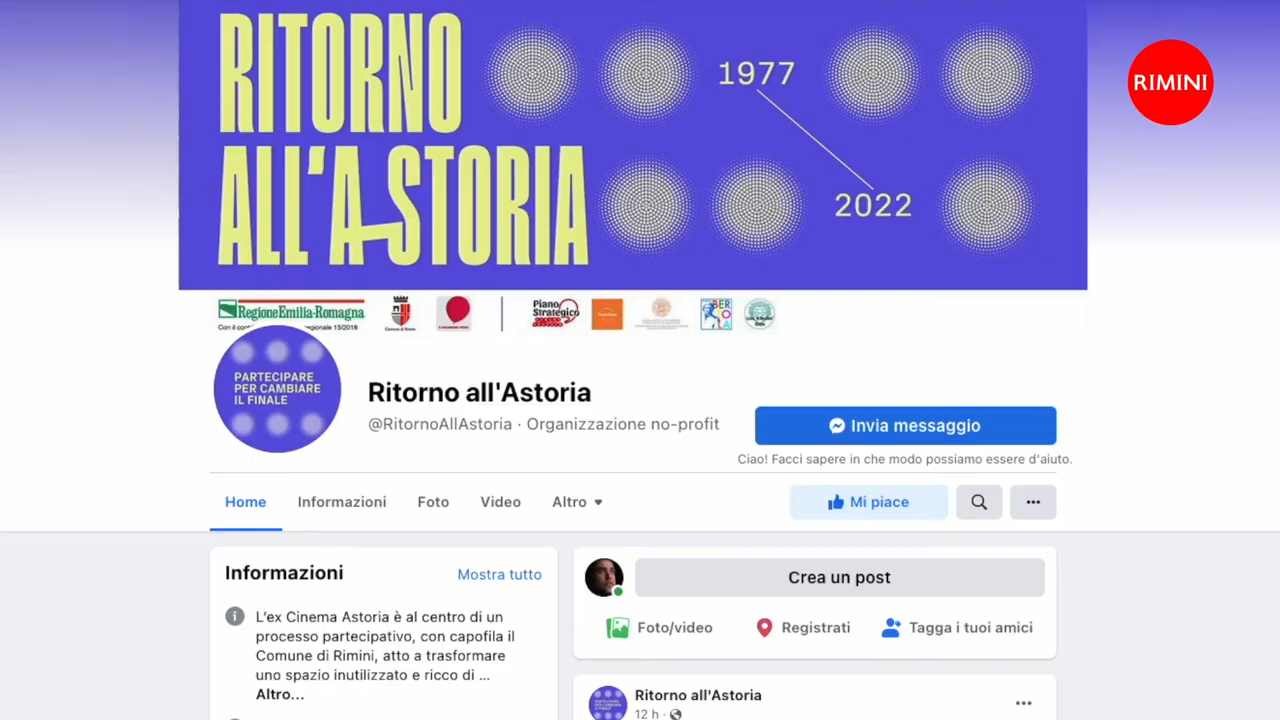 RITORNO
ALL'ASTORIA
1977
2022
RIMINI
RegioneEmilia-Romagna
Piano
Strategico
PARTECIPARE
PER CAMBIARE
IL FINALE
Ritorno all'Astoria
@RitornoAllAstoria · Organizzazione no-profit
Invia messaggio
Ciao! Facci sapere in che modo possiamo essere d'aiuto.
Home Informazioni Foto Video Altro
Mi piace
Informazioni
Mostra tutto
L'ex Cinema Astoria è al centro di un
processo partecipativo, con capofila il
Comune di Rimini, atto a trasformare
uno spazio inutilizzato e ricco di ...
Altro...
Crea un post
Foto/video Registrati Tagga i tuoi amici
Ritorno all'Astoria
12 h ·